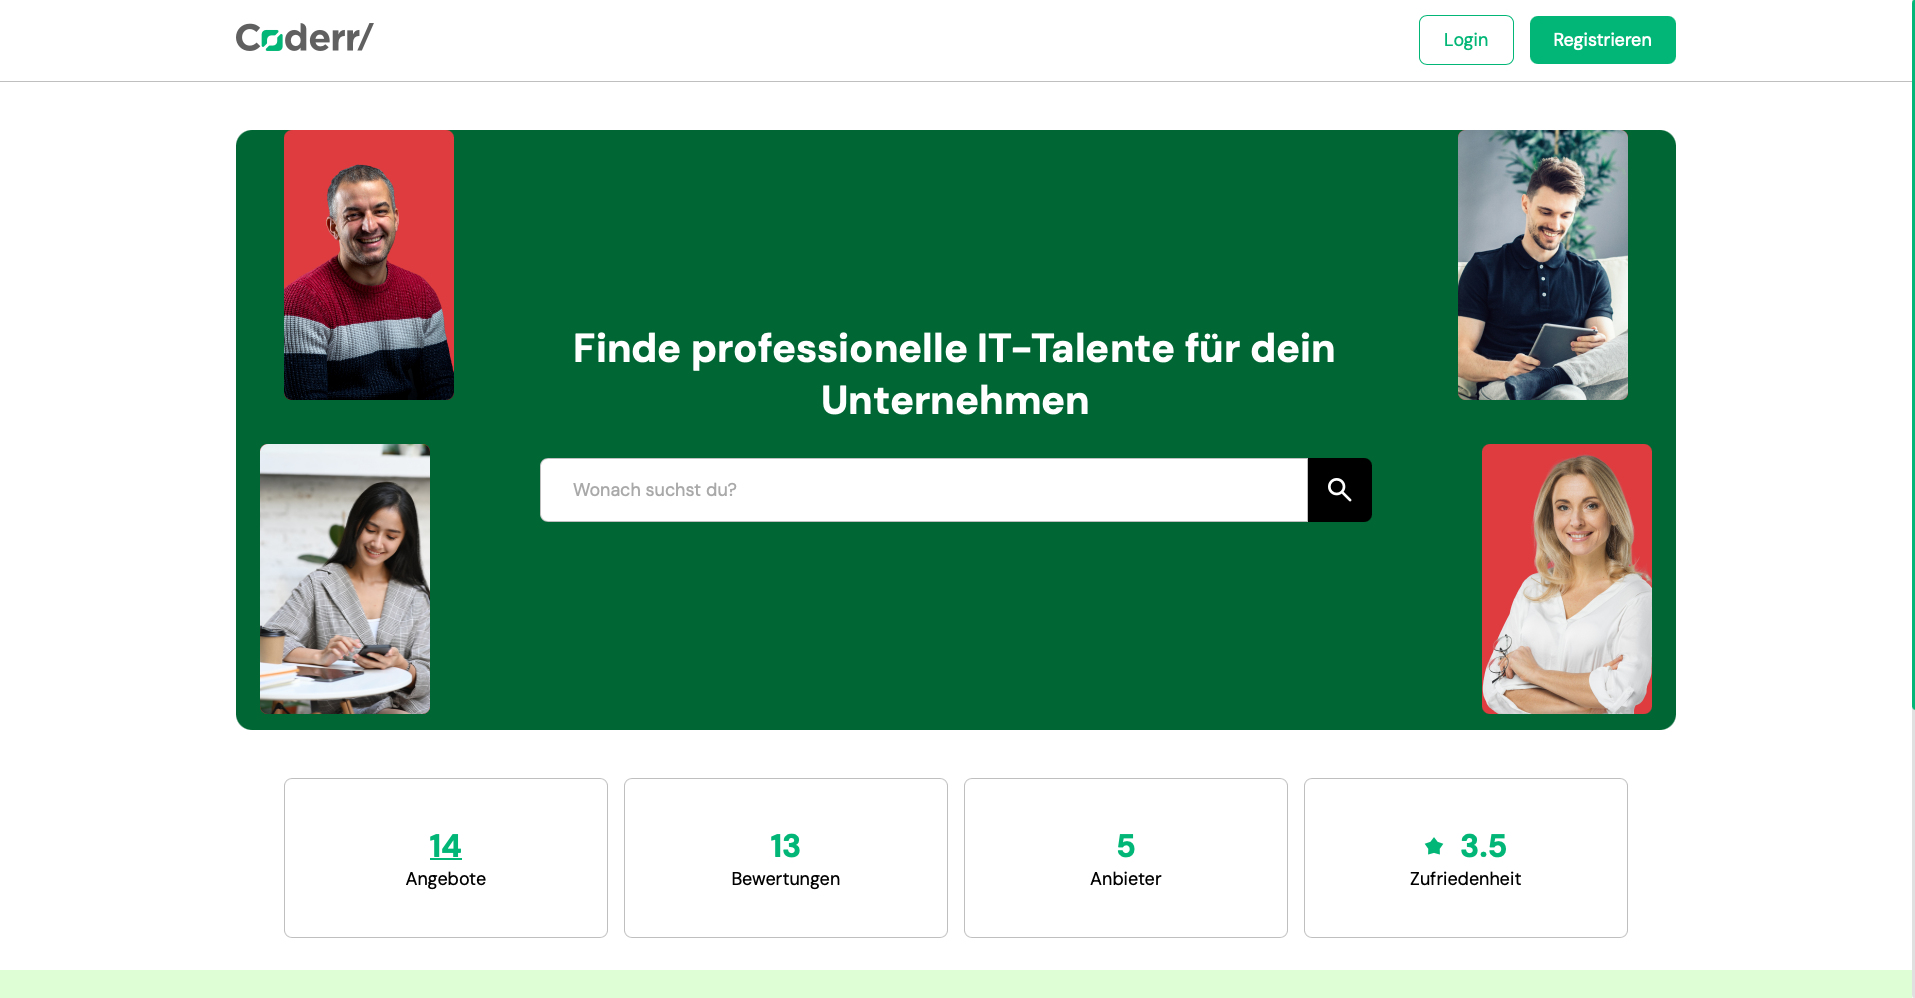 Coderr/
Login
Registrieren
Finde professionelle IT-Talente für dein
Unternehmen
Wonach suchst du?
14
Angebote
13
Bewertungen
5
Anbieter
3.5
Zufriedenheit